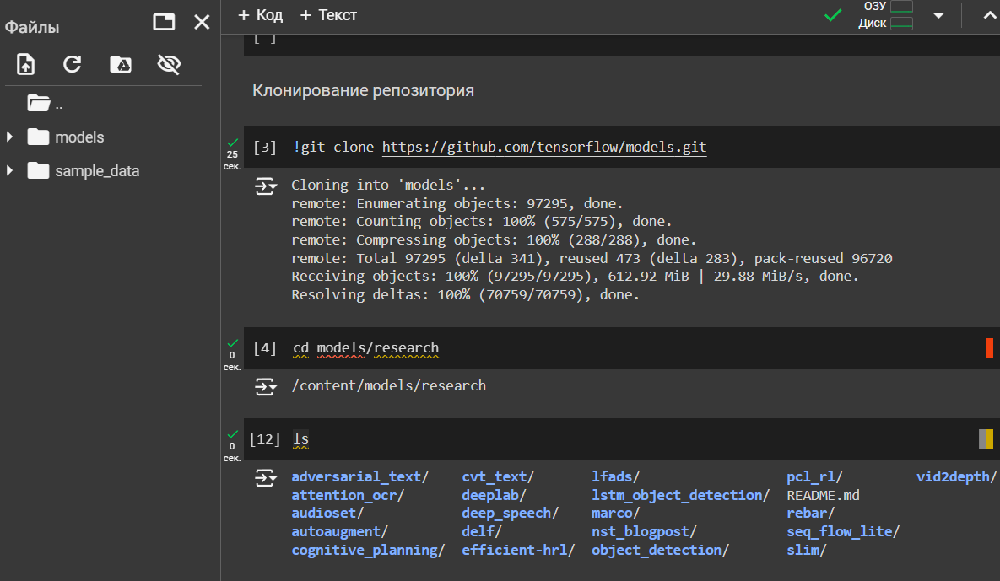 Файлы
+ Код + Текст
ОЗУ
Диск
..
models
sample_data
[ ]
Клонирование репозитория
25
сек.
[3] !git clone https://github.com/tensorflow/models.git
Cloning into 'models'...
remote: Enumerating objects: 97295, done.
remote: Counting objects: 100% (575/575), done.
remote: Compressing objects: 100% (288/288), done.
remote: Total 97295 (delta 341), reused 473 (delta 283), pack-reused 96720
Receiving objects: 100% (97295/97295), 612.92 MiB | 29.88 MiB/s, done.
Resolving deltas: 100% (70759/70759), done.
0
сек.
[4] cd models/research
/content/models/research
0
сек.
[12] ls
adversarial_text/ cvt_text/ lfads/ pcl_rl/ vid2depth/
attention_ocr/ deeplab/ lstm_object_detection/ README.md
audioset/ deep_speech/ marco/ rebar/
autoaugment/ delf/ nst_blogpost/ seq_flow_lite/
cognitive_planning/ efficient-hrl/ object_detection/ slim/